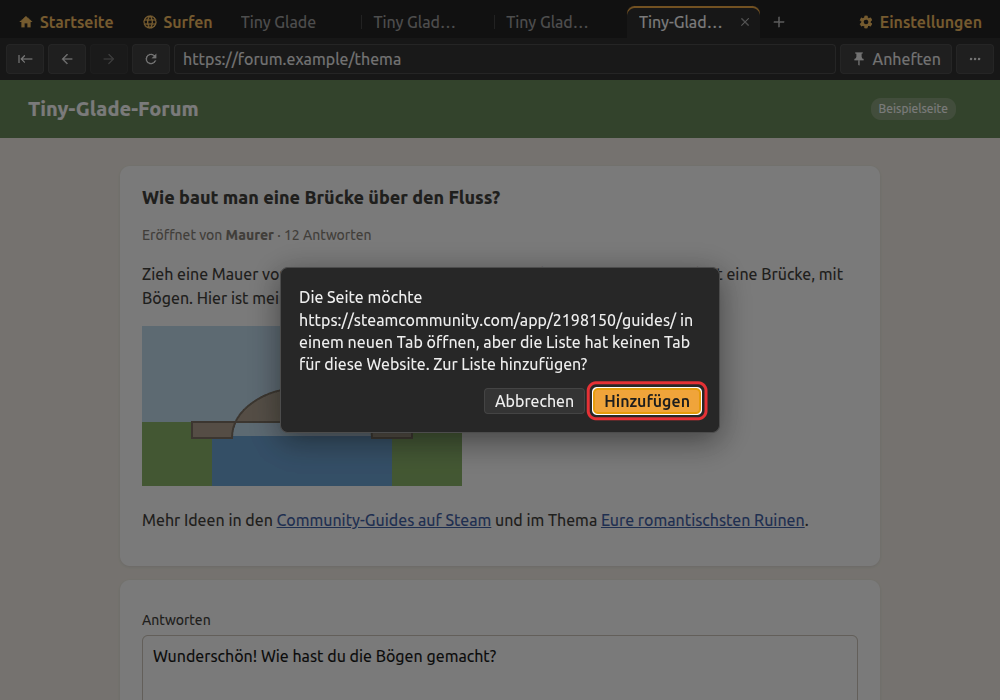 Startseite Surfen Tiny Glade Tiny Glad… Tiny Glad… Tiny-Glad… × + Einstellungen
https://forum.example/thema Anheften …
Tiny-Glade-Forum Beispielseite
Wie baut man eine Brücke über den Fluss?
Eröffnet von Maurer · 12 Antworten
Zieh eine Mauer vo t eine Brücke, mit
Bögen. Hier ist mei
Die Seite möchte
https://steamcommunity.com/app/2198150/guides/ in
einem neuen Tab öffnen, aber die Liste hat keinen Tab
für diese Website. Zur Liste hinzufügen?
Abbrechen Hinzufügen
Mehr Ideen in den Community-Guides auf Steam und im Thema Eure romantischsten Ruinen.
Antworten
Wunderschön! Wie hast du die Bögen gemacht?